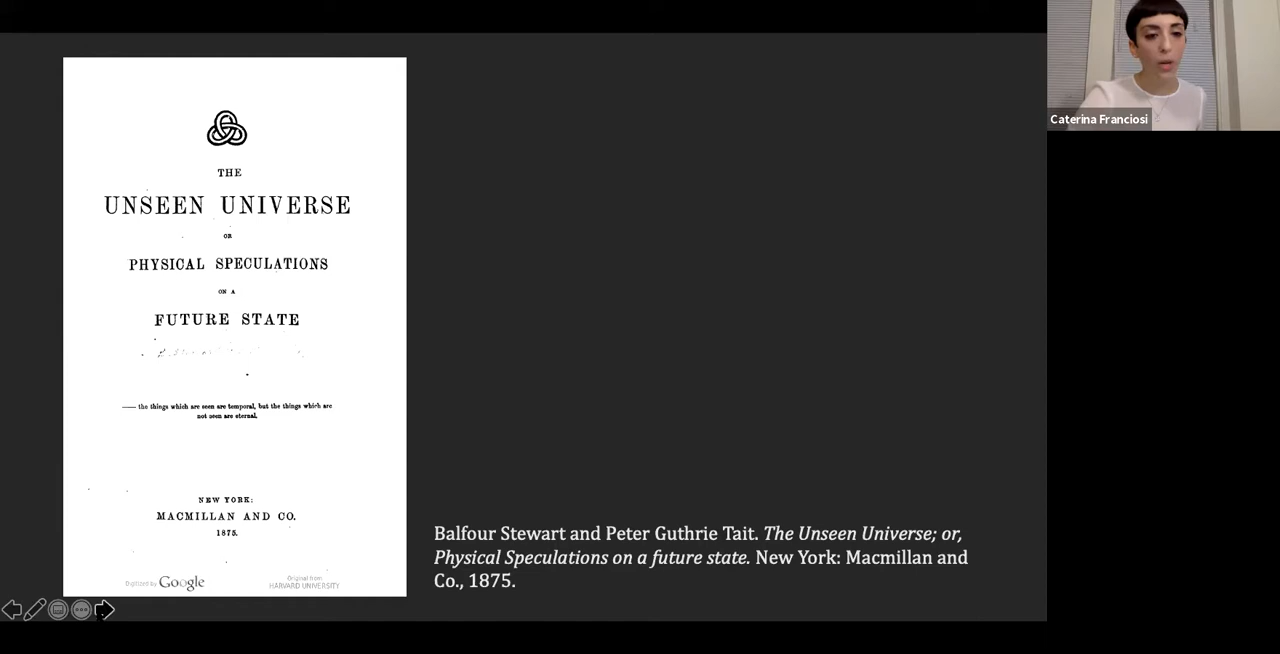 THE
UNSEEN UNIVERSE
OR
PHYSICAL SPECULATIONS
ON A
FUTURE STATE
—— the things which are seen are temporal, but the things which are
not seen are eternal.
NEW YORK:
MACMILLAN AND CO.
1875.
Digitized by Google
Original from
HARVARD UNIVERSITY
Balfour Stewart and Peter Guthrie Tait. The Unseen Universe; or,
Physical Speculations on a future state. New York: Macmillan and
Co., 1875.
Caterina Franciosi